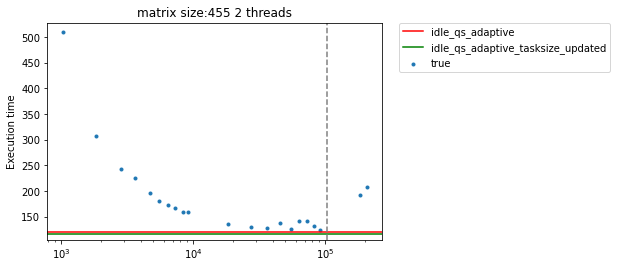 matrix size:455 2 threads
Execution time
500
450
400
350
300
250
200
150
10³
10⁴
10⁵
idle_qs_adaptive
idle_qs_adaptive_tasksize_updated
true